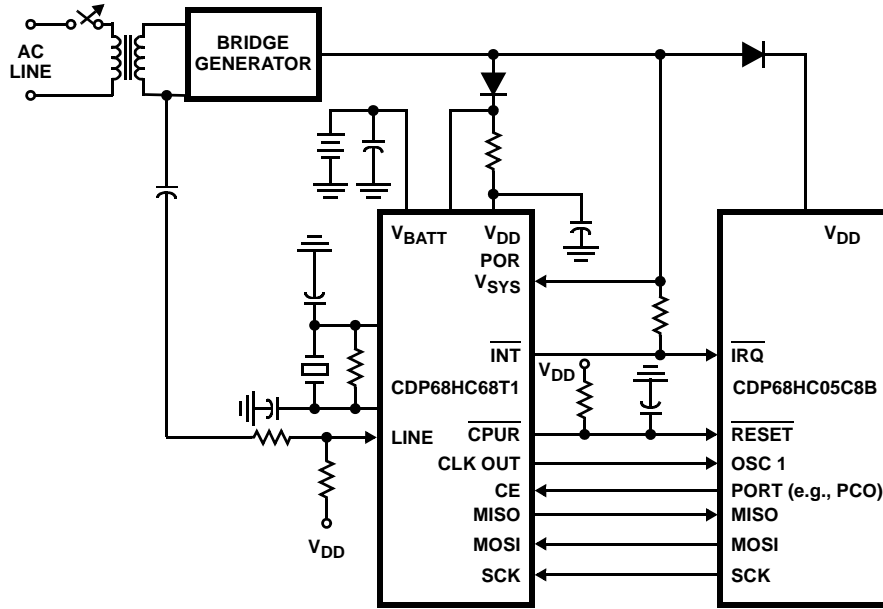 AC
LINE
BRIDGE
GENERATOR
VBATT
VDD
POR
VSYS
INT
CDP68HC68T1
LINE
CPUR
CLK OUT
CE
MISO
MOSI
SCK
VDD
VDD
VDD
IRQ
CDP68HC05C8B
RESET
OSC 1
PORT (e.g., PCO)
MISO
MOSI
SCK